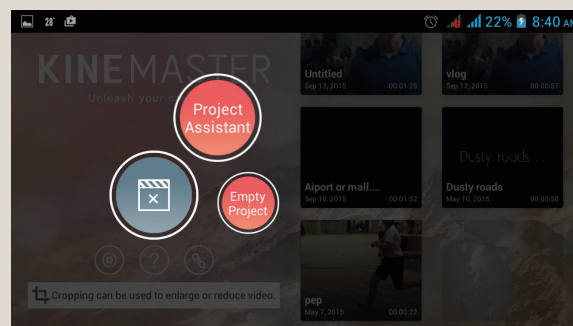 28°
22% 8:40 AM
KINEMASTER
Unleash your
Project
Assistant
Empty
Project
Cropping can be used to enlarge or reduce video.
Untitled
Sep 13, 2015 00:01:25
vlog
Sep 12, 2015 00:00:57
Aiport or mall....
Sep 10, 2015 00:01:52
Dusty roads ...
Dusty roads
May 10, 2015 00:00:58
pep
May 7, 2015 00:00:22